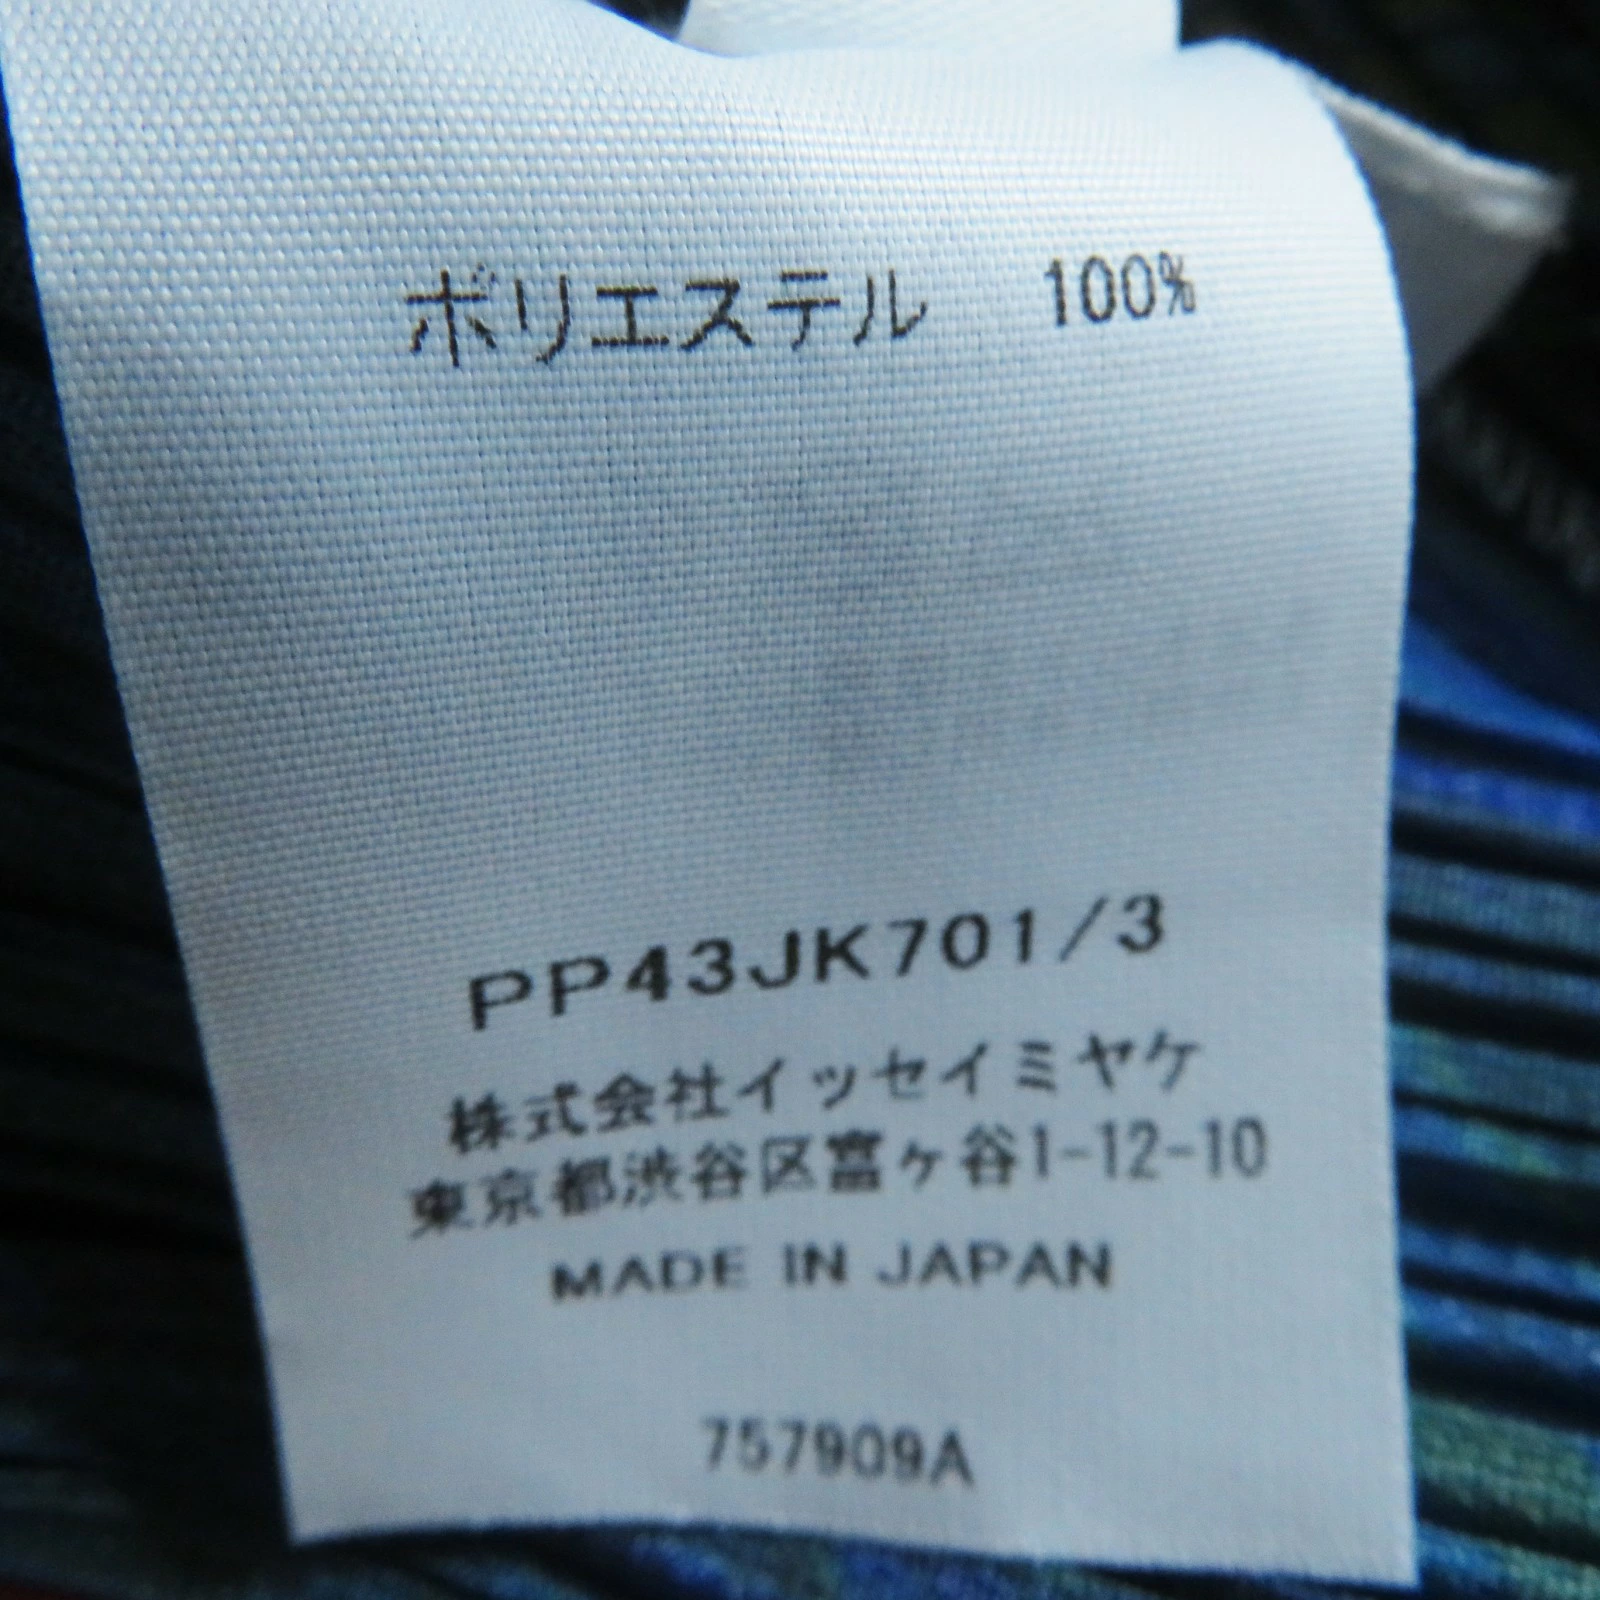 ポリエステル 100%
PP43JK701/3
株式会社イッセイミヤケ
東京都渋谷区富ヶ谷1-12-10
MADE IN JAPAN
757909A